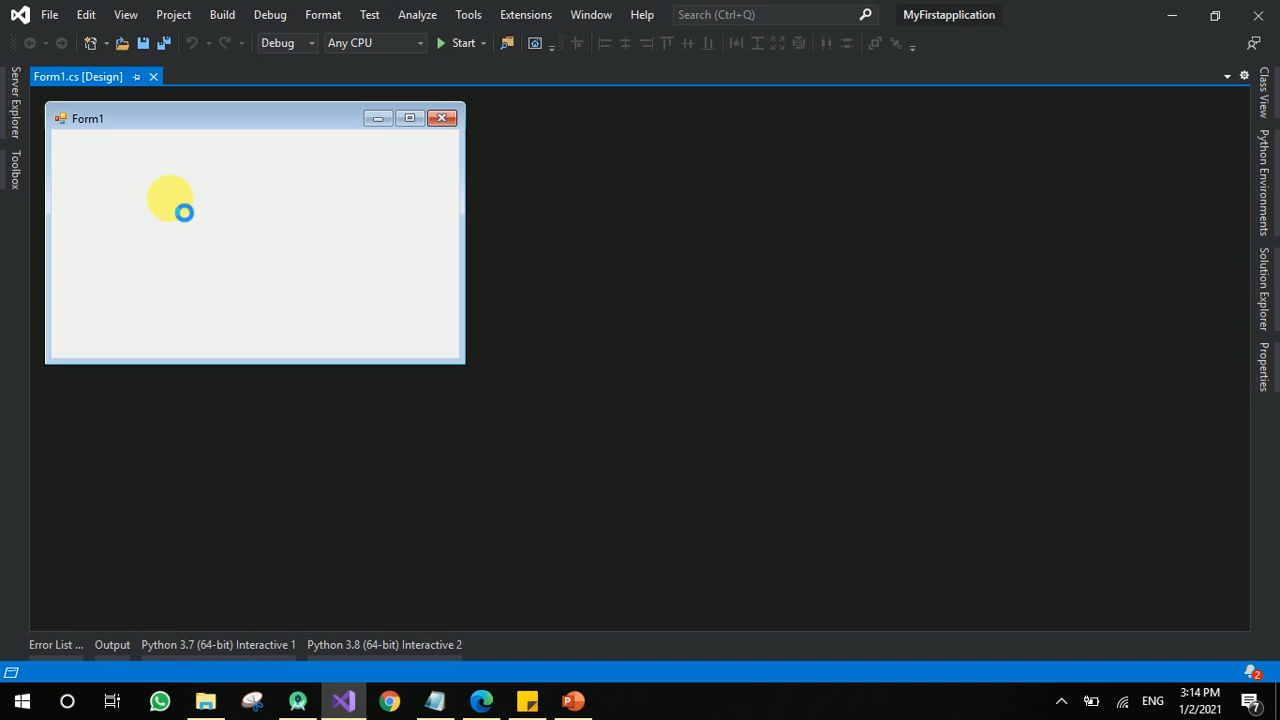 File Edit View Project Build Debug Format Test Analyze Tools Extensions Window Help Search (Ctrl+Q) MyFirstapplication
Debug Any CPU Start
Form1.cs [Design]
Form1
Server Explorer
Toolbox
Class View
Python Environments
Solution Explorer
Properties
Error List ... Output Python 3.7 (64-bit) Interactive 1 Python 3.8 (64-bit) Interactive 2
2
ENG
3:14 PM
1/2/2021
7